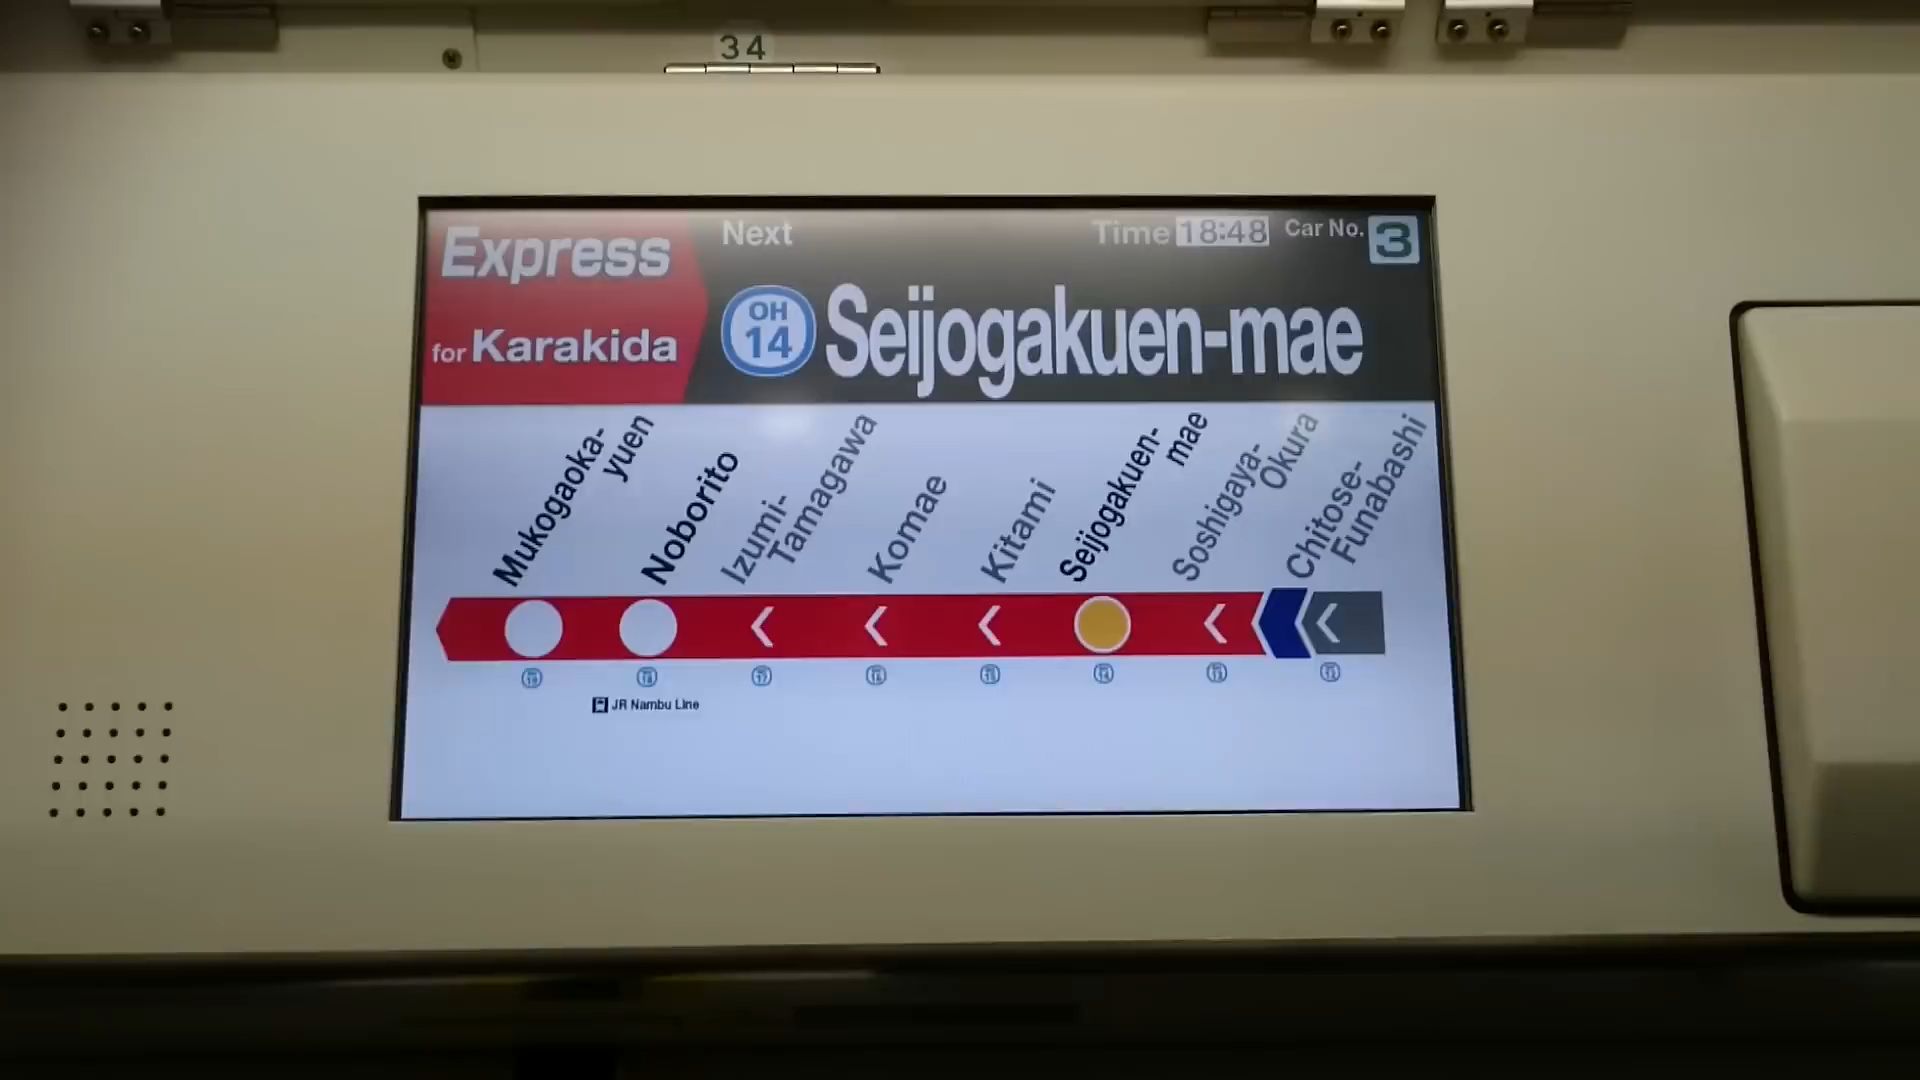 34
Express
for Karakida
Next
Time 18:48
Car No. 3
OH
14
Seijogakuen-mae
Mukogaoka-
yuen
Noborito
Izumi-
Tamagawa
Komae
Kitami
Seijogakuen-
mae
Soshigaya-
Okura
Chitose-
Funabashi
JR Nambu Line